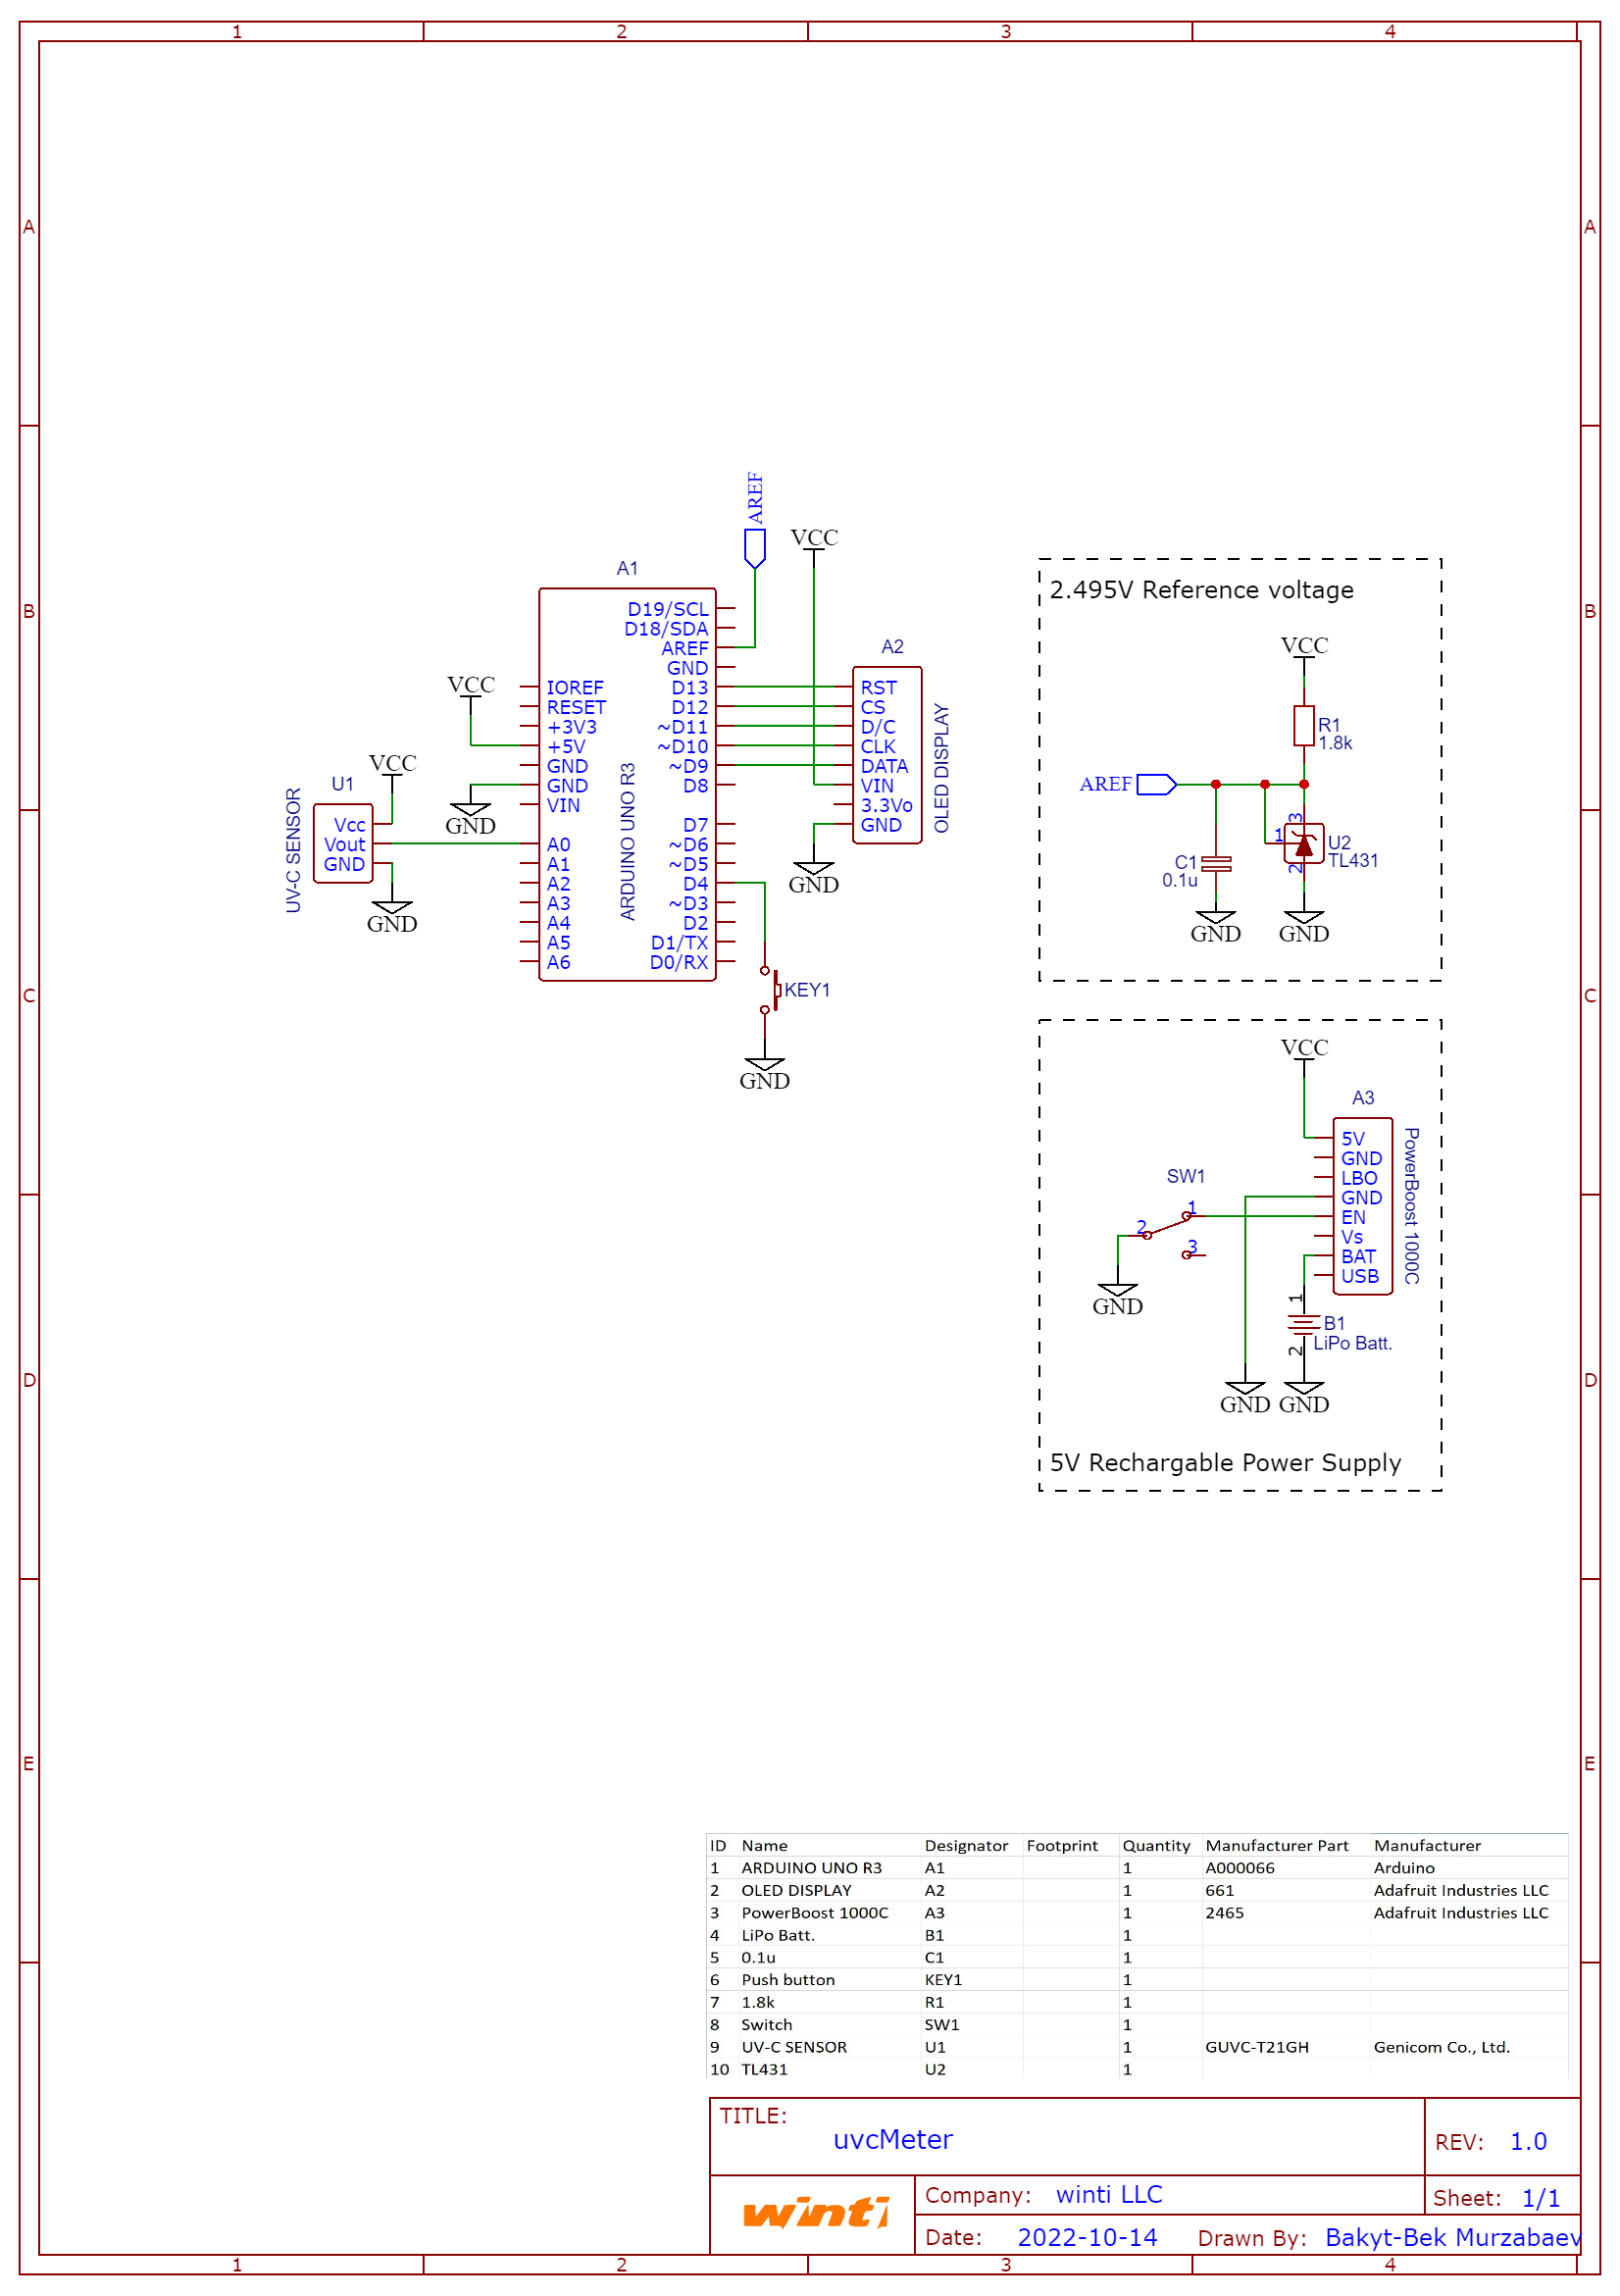 1 2 3 4
A A
B B
C C
D D
E E
AREF
VCC
A1
ARDUINO UNO R3
D19/SCL
D18/SDA
AREF
GND
IOREF D13
RESET D12
+3V3 ~D11
+5V ~D10
GND ~D9
GND D8
VIN
D7
A0 ~D6
A1 ~D5
A2 D4
A3 ~D3
A4 D2
A5 D1/TX
A6 D0/RX
VCC
GND
VCC
U1
UV-C SENSOR
Vcc
Vout
GND
GND
A2
OLED DISPLAY
RST
CS
D/C
CLK
DATA
VIN
3.3Vo
GND
GND
KEY1
GND
2.495V Reference voltage
VCC
R1
1.8k
AREF
3
1
2
U2
TL431
C1
0.1u
GND GND
VCC
A3
PowerBoost 1000C
5V
GND
LBO
GND
EN
Vs
BAT
USB
SW1
1
2
3
GND
1
B1
LiPo Batt.
2
GND GND
5V Rechargable Power Supply
ID Name Designator Footprint Quantity Manufacturer Part Manufacturer
1 ARDUINO UNO R3 A1 1 A000066 Arduino
2 OLED DISPLAY A2 1 661 Adafruit Industries LLC
3 PowerBoost 1000C A3 1 2465 Adafruit Industries LLC
4 LiPo Batt. B1 1
5 0.1u C1 1
6 Push button KEY1 1
7 1.8k R1 1
8 Switch SW1 1
9 UV-C SENSOR U1 1 GUVC-T21GH Genicom Co., Ltd.
10 TL431 U2 1
TITLE:
uvcMeter
REV: 1.0
winti
Company: winti LLC
Sheet: 1/1
Date: 2022-10-14 Drawn By: Bakyt-Bek Murzabaev
1 2 3 4